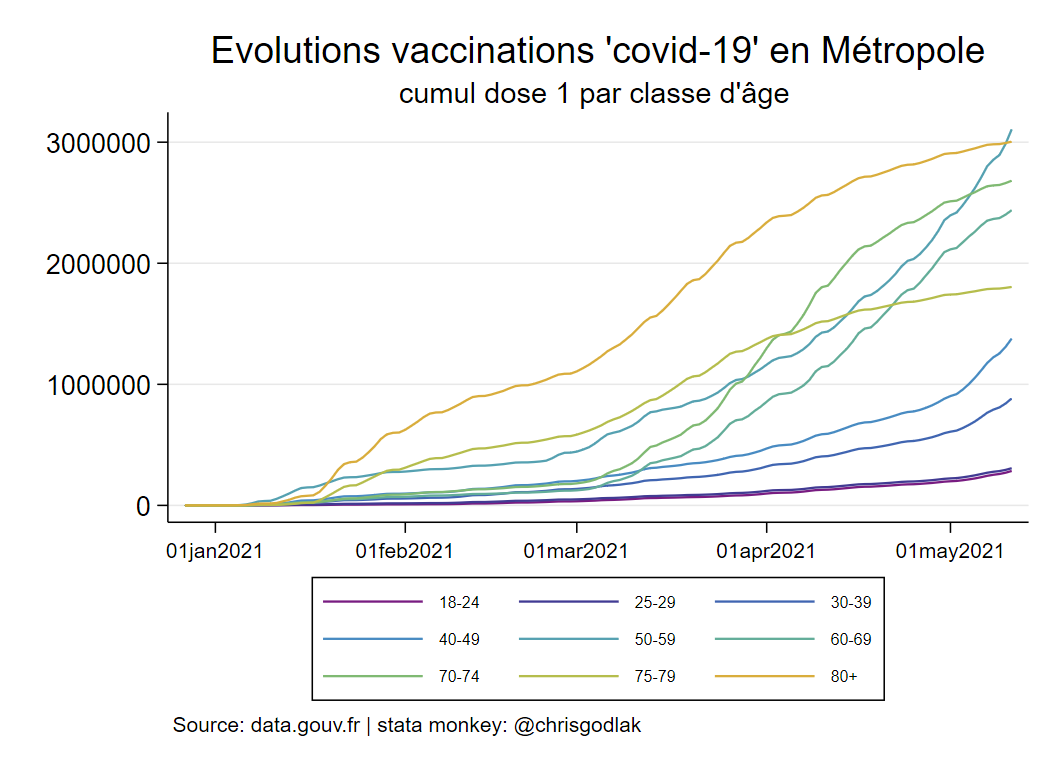 Evolutions vaccinations 'covid-19' en Métropole
cumul dose 1 par classe d'âge
3000000
2000000
1000000
0
01jan2021 01feb2021 01mar2021 01apr2021 01may2021
18-24 25-29 30-39
40-49 50-59 60-69
70-74 75-79 80+
Source: data.gouv.fr | stata monkey: @chrisgodlak